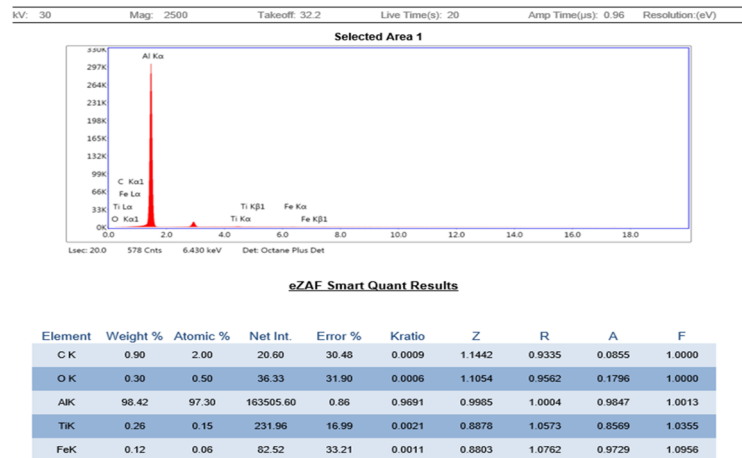 kV: 30 Mag: 2500 Takeoff: 32.2 Live Time(s): 20 Amp Time(µs): 0.96 Resolution:(eV)
Selected Area 1
330K
Al Kα
297K
264K
231K
198K
165K
132K
99K
C Kα1
66K
Fe Lα
Ti Lα Ti Kβ1 Fe Kα
33K
O Kα1 Ti Kα Fe Kβ1
0K
0.0 2.0 4.0 6.0 8.0 10.0 12.0 14.0 16.0 18.0
Lsec: 20.0 578 Cnts 6.430 keV Det: Octane Plus Det
eZAF Smart Quant Results
Element Weight % Atomic % Net Int. Error % Kratio Z R A F
C K 0.90 2.00 20.60 30.48 0.0009 1.1442 0.9335 0.0855 1.0000
O K 0.30 0.50 36.33 31.90 0.0006 1.1054 0.9562 0.1796 1.0000
AlK 98.42 97.30 163505.60 0.86 0.9691 0.9985 1.0004 0.9847 1.0013
TiK 0.26 0.15 231.96 16.99 0.0021 0.8878 1.0573 0.8569 1.0355
FeK 0.12 0.06 82.52 33.21 0.0011 0.8803 1.0762 0.9729 1.0956